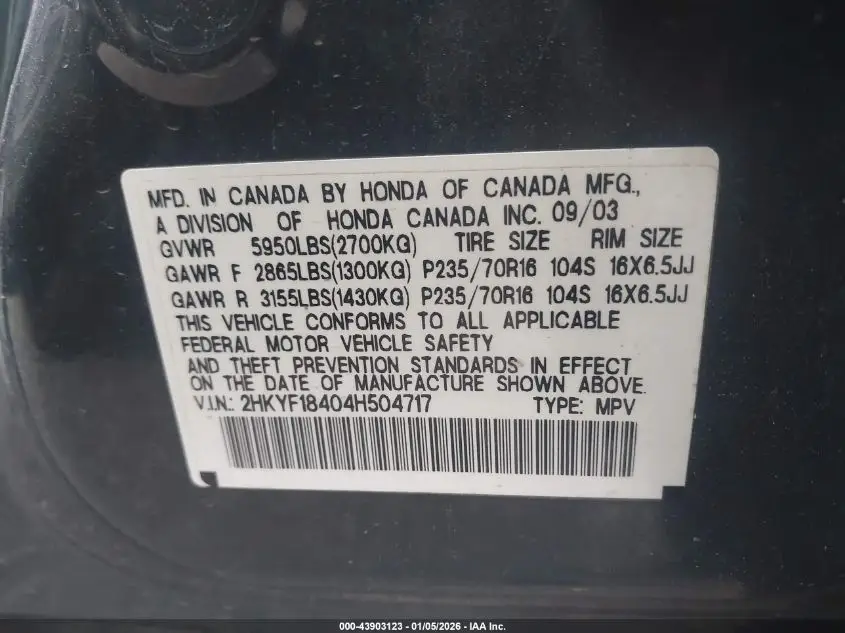 MFD. IN CANADA BY HONDA OF CANADA MFG.,
A DIVISION OF HONDA CANADA INC. 09/03
GVWR 5950LBS(2700KG) TIRE SIZE RIM SIZE
GAWR F 2865LBS(1300KG) P235/70R16 104S 16X6.5JJ
GAWR R 3155LBS(1430KG) P235/70R16 104S 16X6.5JJ
THIS VEHICLE CONFORMS TO ALL APPLICABLE
FEDERAL MOTOR VEHICLE SAFETY
AND THEFT PREVENTION STANDARDS IN EFFECT
ON THE DATE OF MANUFACTURE SHOWN ABOVE.
V.I.N.: 2HKYF18404H504717 TYPE: MPV
000-43903123 - 01/05/2026 - IAA Inc.